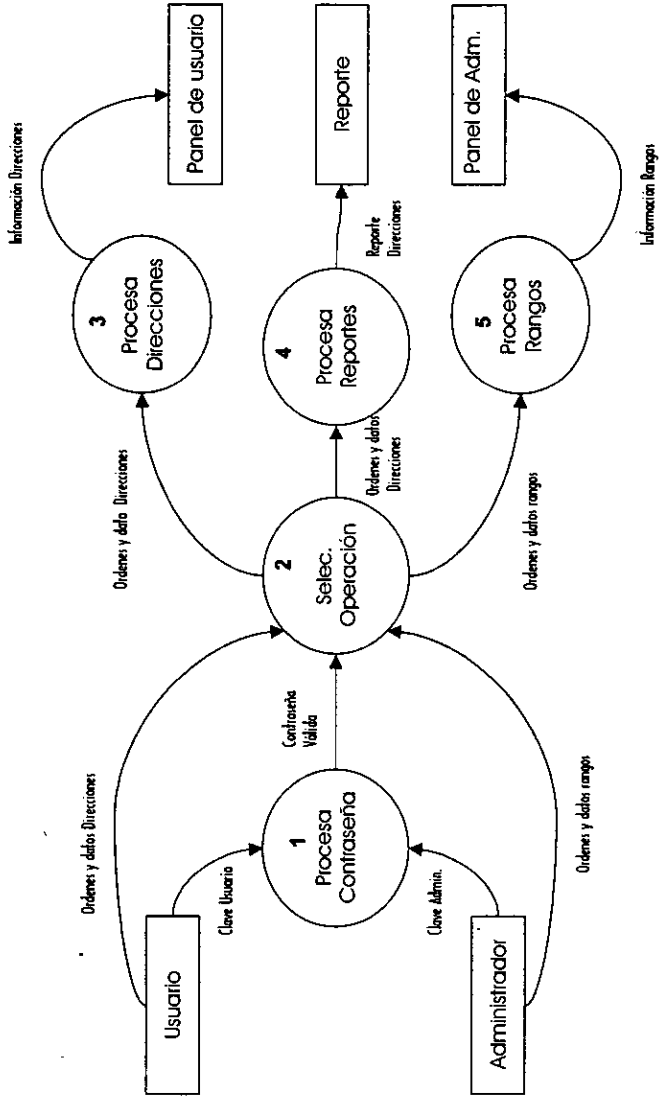 Usuario
Administrador
Ordenes y datos Direcciones
Clave Usuario
1
Procesa
Contraseña
Clave Admin.
Ordenes y datos rangos
Contraseña
Válida
2
Selec.
Operación
Ordenes y dato Direcciones
Ordenes y datos
Direcciones
Ordenes y datos rangos
3
Procesa
Direcciones
4
Procesa
Reportes
5
Procesa
Rangos
Información Direcciones
Reporte
Direcciones
Información Rangos
Panel de usuario
Reporte
Panel de Adm.